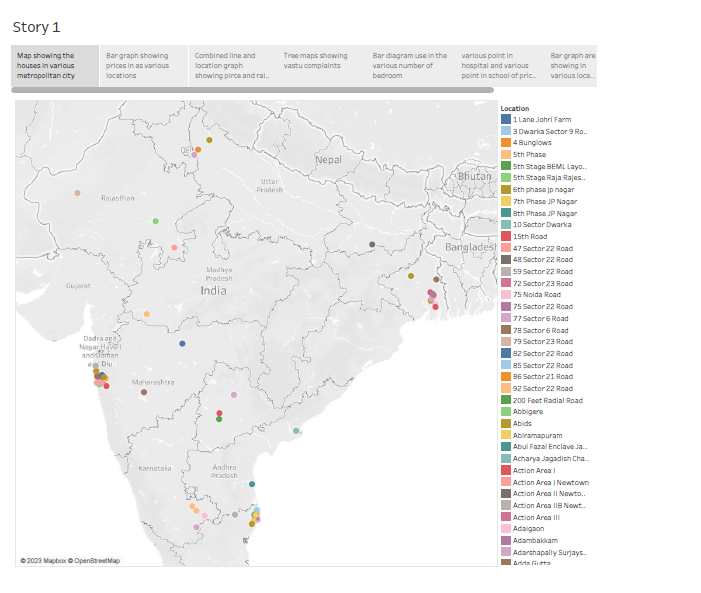 Story 1
Map showing the
houses in various
metropolitan city
Bar graph showing
prices in as various
locations
Combined line and
location graph
showing pirce and rai..
Tree maps showing
vastu complaints
Bar diagram use in the
various number of
bedroom
various point in
hospital and various
point in school of pric..
Bar graph are
showing in
various loca..
Nepal
Bhutan
Uttar
Pradesh
Rajasthan
Bangladesh
Madhya
Pradesh
India
Gujarat
Dadra and
Nagar Haveli
and Daman
and Diu
Maharashtra
Karnataka
Andhra
Pradesh
© 2023 Mapbox © OpenStreetMap
Location
1 Lane Johri Farm
3 Dwarka Sector 9 Ro..
4 Bunglows
5th Phase
5th Stage BEML Layo..
5th Stage Raja Rajes..
6th phase jp nagar
7th Phase JP Nagar
8th Phase JP Nagar
10 Sector Dwarka
15th Road
47 Sector 22 Road
48 Sector 22 Road
59 Sector 22 Road
72 Sector 23 Road
75 Noida Road
75 Sector 22 Road
77 Sector 6 Road
78 Sector 6 Road
79 Sector 23 Road
82 Sector 22 Road
85 Sector 22 Road
86 Sector 21 Road
92 Sector 22 Road
200 Feet Radial Road
Abbigere
Abids
Abiramapuram
Abul Fazal Enclave Ja..
Acharya Jagadish Cha..
Action Area I
Action Area I Newtown
Action Area II Newto..
Action Area IIB Newt..
Action Area III
Adaigaon
Adambakkam
Adarshapally Surjays..
Adda Gutta